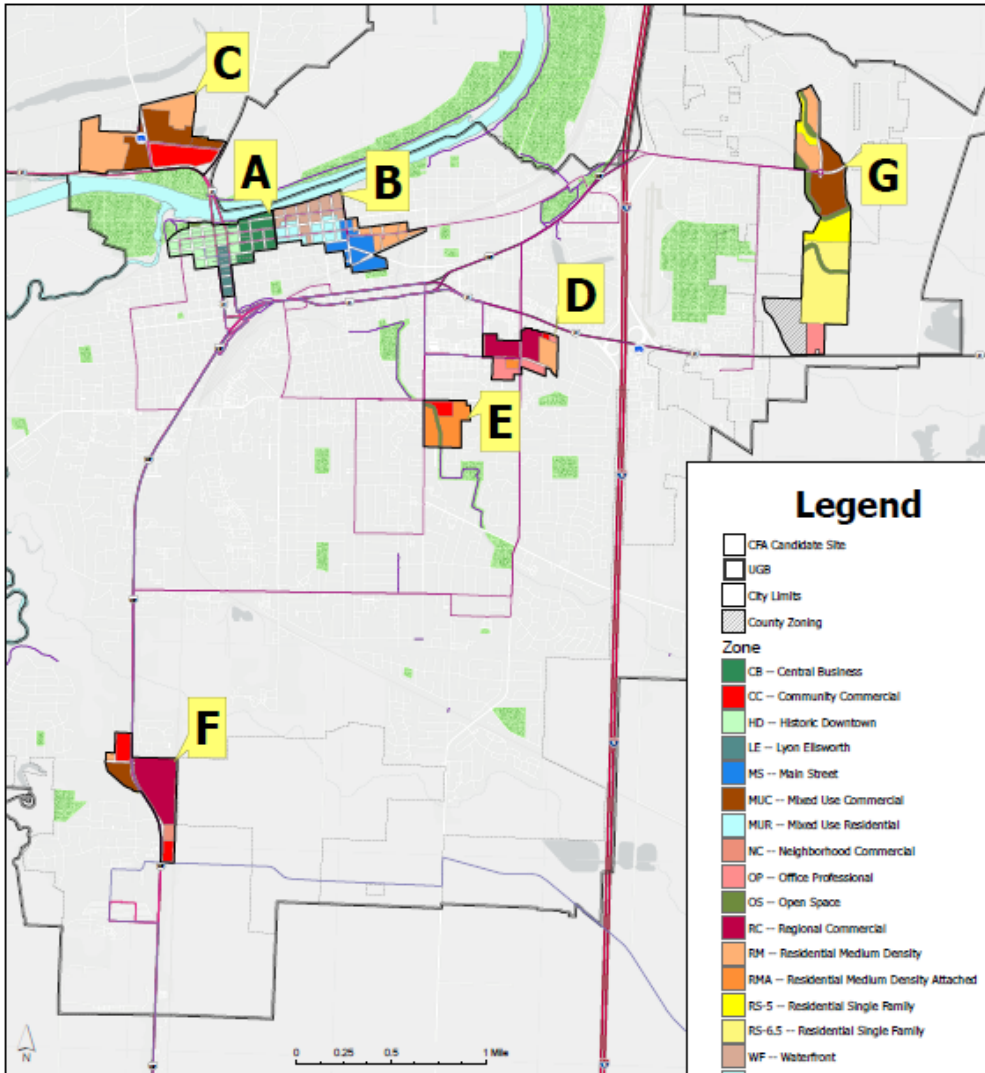 C
A
B
G
D
E
F
Legend
CFA Candidate Site
UGB
City Limits
County Zoning
Zone
CB -- Central Business
CC -- Community Commercial
HD -- Historic Downtown
LE -- Lyon Ellsworth
MS -- Main Street
MUC -- Mixed Use Commercial
MUR -- Mixed Use Residential
NC -- Neighborhood Commercial
OP -- Office Professional
OS -- Open Space
RC -- Regional Commercial
RM -- Residential Medium Density
RMA -- Residential Medium Density Attached
RS-5 -- Residential Single Family
RS-6.5 -- Residential Single Family
WF -- Waterfront
N
0 0.25 0.5 1 Mile